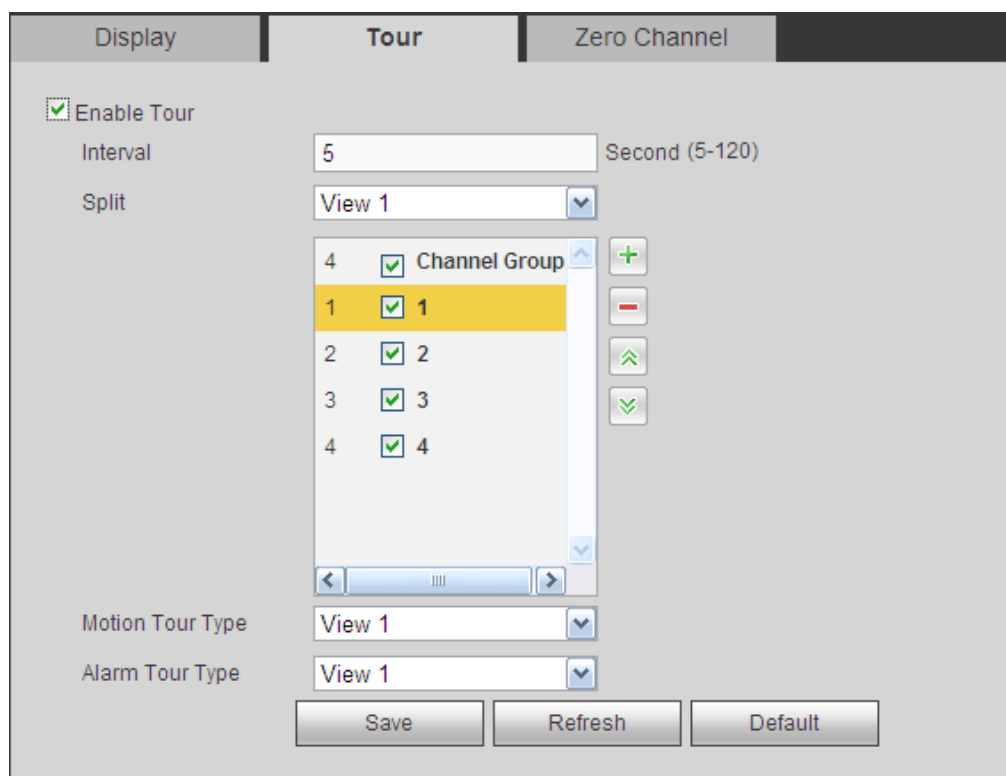 Display Tour Zero Channel
Enable Tour
Interval 5 Second (5-120)
Split View 1
4 Channel Group
1 1
2 2
3 3
4 4
Motion Tour Type View 1
Alarm Tour Type View 1
Save Refresh Default